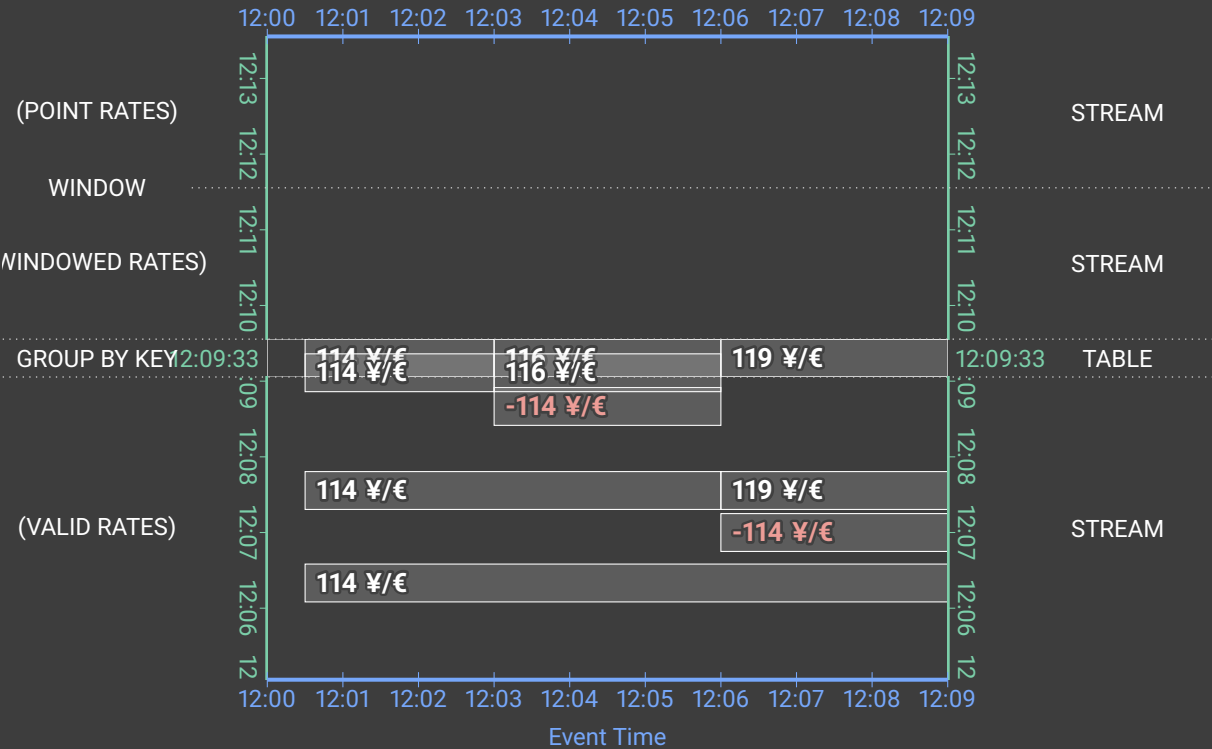 12:00 12:01 12:02 12:03 12:04 12:05 12:06 12:07 12:08 12:09
12:13 12:13
(POINT RATES) STREAM
12:12 12:12
WINDOW
12:11 12:11
WINDOWED RATES) STREAM
12:10 12:10
GROUP BY KEY 12:09:33 114 ¥/€ 116 ¥/€ 119 ¥/€ 12:09:33 TABLE
114 ¥/€ 116 ¥/€
:09 :09
-114 ¥/€
12:08 12:08
114 ¥/€ 119 ¥/€
(VALID RATES) STREAM
12:07 -114 ¥/€ 12:07
114 ¥/€
12:06 12:06
12 12
12:00 12:01 12:02 12:03 12:04 12:05 12:06 12:07 12:08 12:09
Event Time